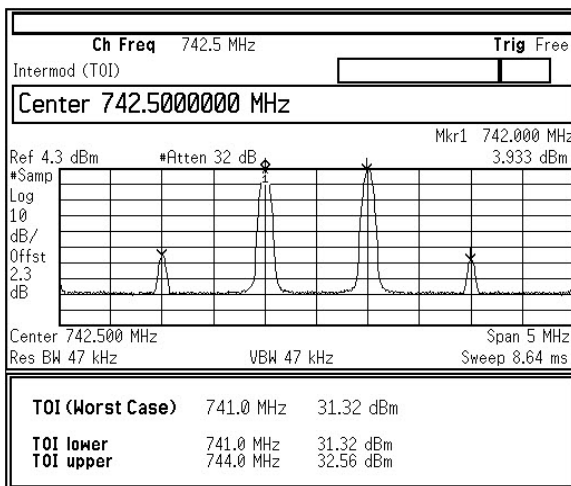 Ch Freq 742.5 MHz Trig Free
Intermod (TOI)
Center 742.5000000 MHz
Mkr1 742.000 MHz
Ref 4.3 dBm #Atten 32 dB 3.933 dBm
#Samp
Log
10
dB/
Offst
2.3
dB
1
Center 742.500 MHz Span 5 MHz
Res BW 47 kHz VBW 47 kHz Sweep 8.64 ms
TOI (Worst Case) 741.0 MHz 31.32 dBm
TOI lower 741.0 MHz 31.32 dBm
TOI upper 744.0 MHz 32.56 dBm